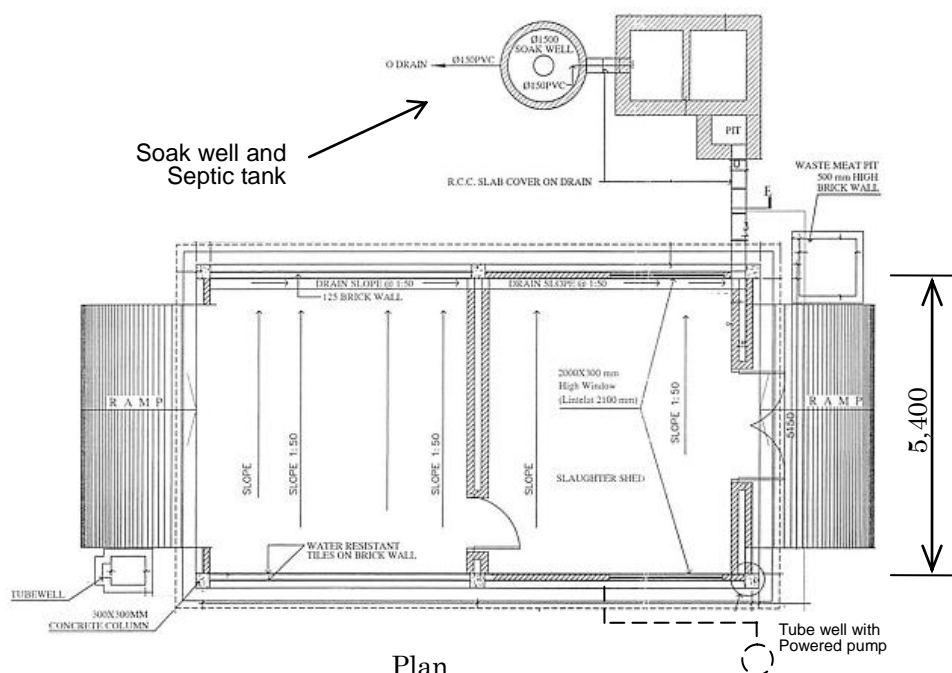 Ø1500
SOAK WELL
O DRAIN
Ø150PVC
Ø150PVC
PIT
Soak well and
Septic tank
R.C.C. SLAB COVER ON DRAIN
WASTE MEAT PIT
500 mm HIGH
BRICK WALL
E
DRAIN SLOPE @ 1:50
DRAIN SLOPE @ 1:50
125 BRICK WALL
2000X300 mm
High Window
(Lintelat 2100 mm)
RAMP
RAMP
SLOPE
SLOPE 1:50
SLOPE 1:50
SLOPE
SLOPE 1:50
5150
5,400
SLAUGHTER SHED
WATER RESISTANT
TILES ON BRICK WALL
TUBEWELL
300X300MM
CONCRETE COLUMN
Tube well with
Powered pump
Plan